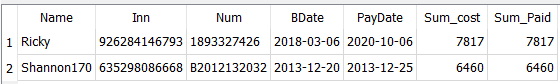 Name Inn Num BDate PayDate Sum_cost Sum_Paid
1 Ricky 926284146793 1893327426 2018-03-06 2020-10-06 7817 7817
2 Shannon170 635298086668 B2012132032 2013-12-20 2013-12-25 6460 6460